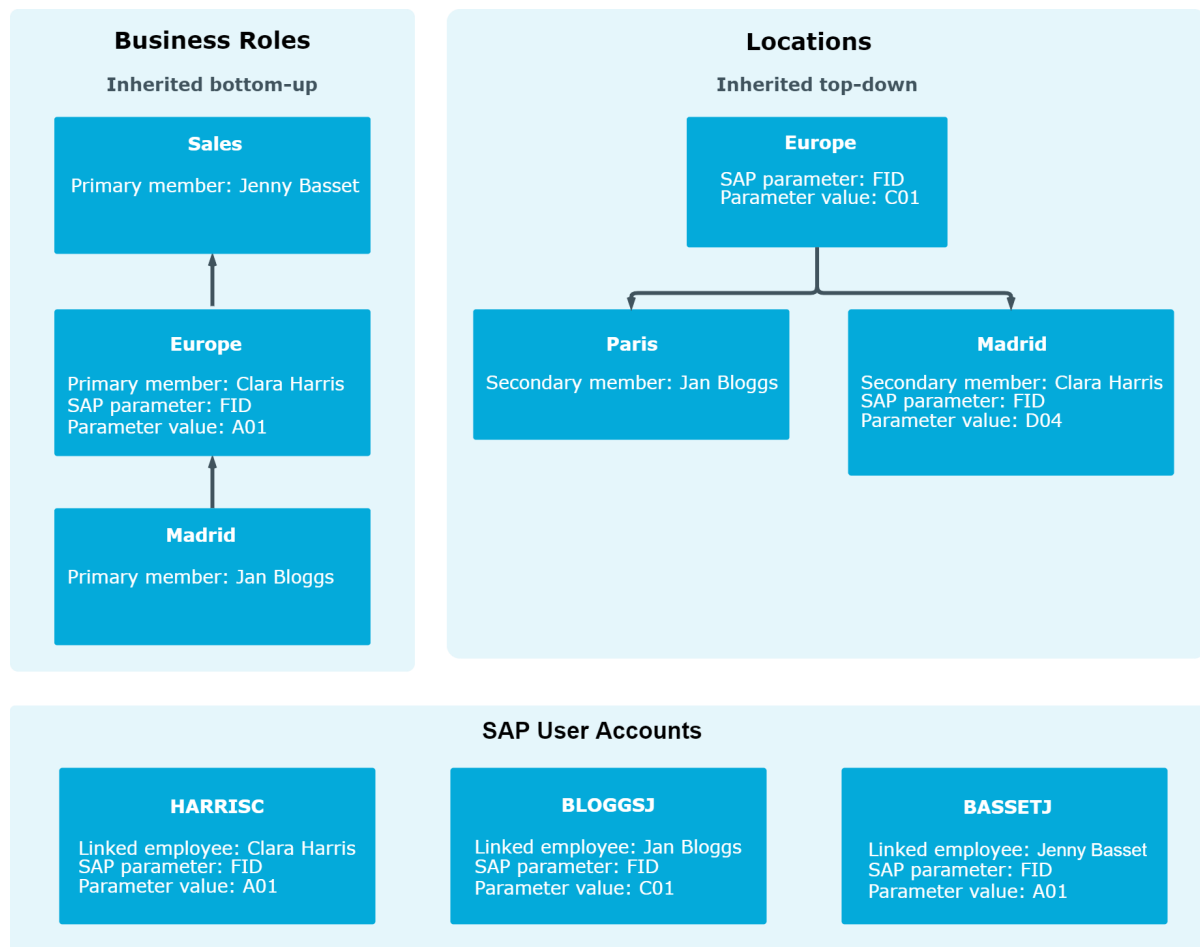 Business Roles
Inherited bottom-up
Sales
Primary member: Jenny Basset
Europe
Primary member: Clara Harris
SAP parameter: FID
Parameter value: A01
Madrid
Primary member: Jan Bloggs
Locations
Inherited top-down
Europe
SAP parameter: FID
Parameter value: C01
Paris
Secondary member: Jan Bloggs
Madrid
Secondary member: Clara Harris
SAP parameter: FID
Parameter value: D04
SAP User Accounts
HARRISC
Linked employee: Clara Harris
SAP parameter: FID
Parameter value: A01
BLOGGSJ
Linked employee: Jan Bloggs
SAP parameter: FID
Parameter value: C01
BASSETJ
Linked employee: Jenny Basset
SAP parameter: FID
Parameter value: A01